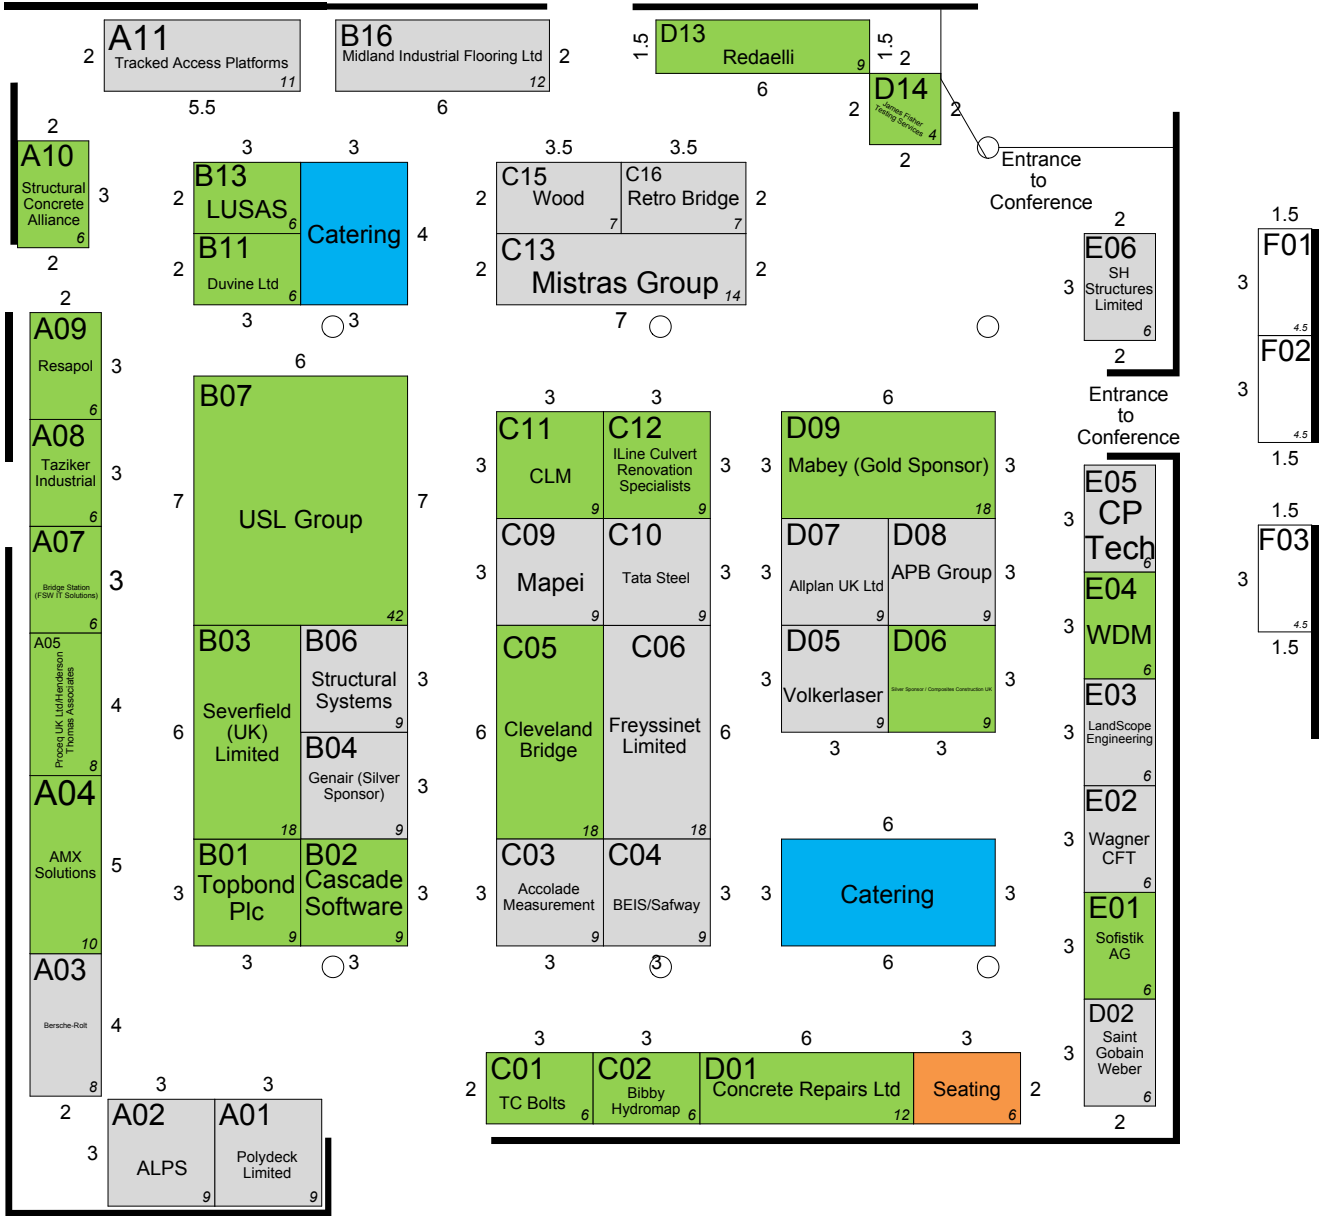 A11
Tracked Access Platforms
11
2
5.5
B16
Midland Industrial Flooring Ltd
12
2
6
1.5
D13
Redaelli
9
1.5
6
2
D14
James Fisher
Testing Services
4
2
2
2
Entrance
to
Conference
2
A10
Structural
Concrete
Alliance
6
3
2
3
3
B13
LUSAS
6
2
B11
Duvine Ltd
6
2
Catering
4
3
3
3.5
3.5
C15
Wood
7
2
C16
Retro Bridge
7
2
C13
Mistras Group
14
2
2
7
2
E06
SH
Structures
Limited
6
3
2
1.5
F01
4.5
3
F02
4.5
3
1.5
Entrance
to
Conference
2
A09
Resapol
6
3
A08
Taziker
Industrial
6
3
A07
Bridge Station
(FSW IT Solutions)
6
3
A05
Proceq UK Ltd/Henderson
Thomas Associates
8
4
A04
AMX
Solutions
10
5
A03
Bersche-Rolt
8
4
2
6
B07
USL Group
42
7
7
B03
Severfield
(UK)
Limited
18
6
B06
Structural
Systems
9
3
B04
Genair (Silver
Sponsor)
9
3
B01
Topbond
Plc
9
3
B02
Cascade
Software
9
3
3
3
3
3
C11
CLM
9
3
C12
ILine Culvert
Renovation
Specialists
9
3
C09
Mapei
9
3
C10
Tata Steel
9
3
C05
Cleveland
Bridge
18
6
C06
Freyssinet
Limited
18
6
C03
Accolade
Measurement
9
3
C04
BEIS/Safway
9
3
3
3
6
D09
Mabey (Gold Sponsor)
18
3
3
D07
Allplan UK Ltd
9
3
D08
APB Group
9
3
D05
Volkerlaser
9
3
D06
Silver Sponsor / Composites Construction UK
9
3
3
3
6
Catering
3
3
6
E05
CP
Tech
6
3
E04
WDM
6
3
E03
LandScope
Engineering
6
3
E02
Wagner
CFT
6
3
E01
Sofistik
AG
6
3
D02
Saint
Gobain
Weber
6
3
2
1.5
F03
4.5
3
1.5
3
3
A02
ALPS
9
3
A01
Polydeck
Limited
9
3
3
6
3
2
C01
TC Bolts
6
C02
Bibby
Hydromap
6
D01
Concrete Repairs Ltd
12
Seating
6
2